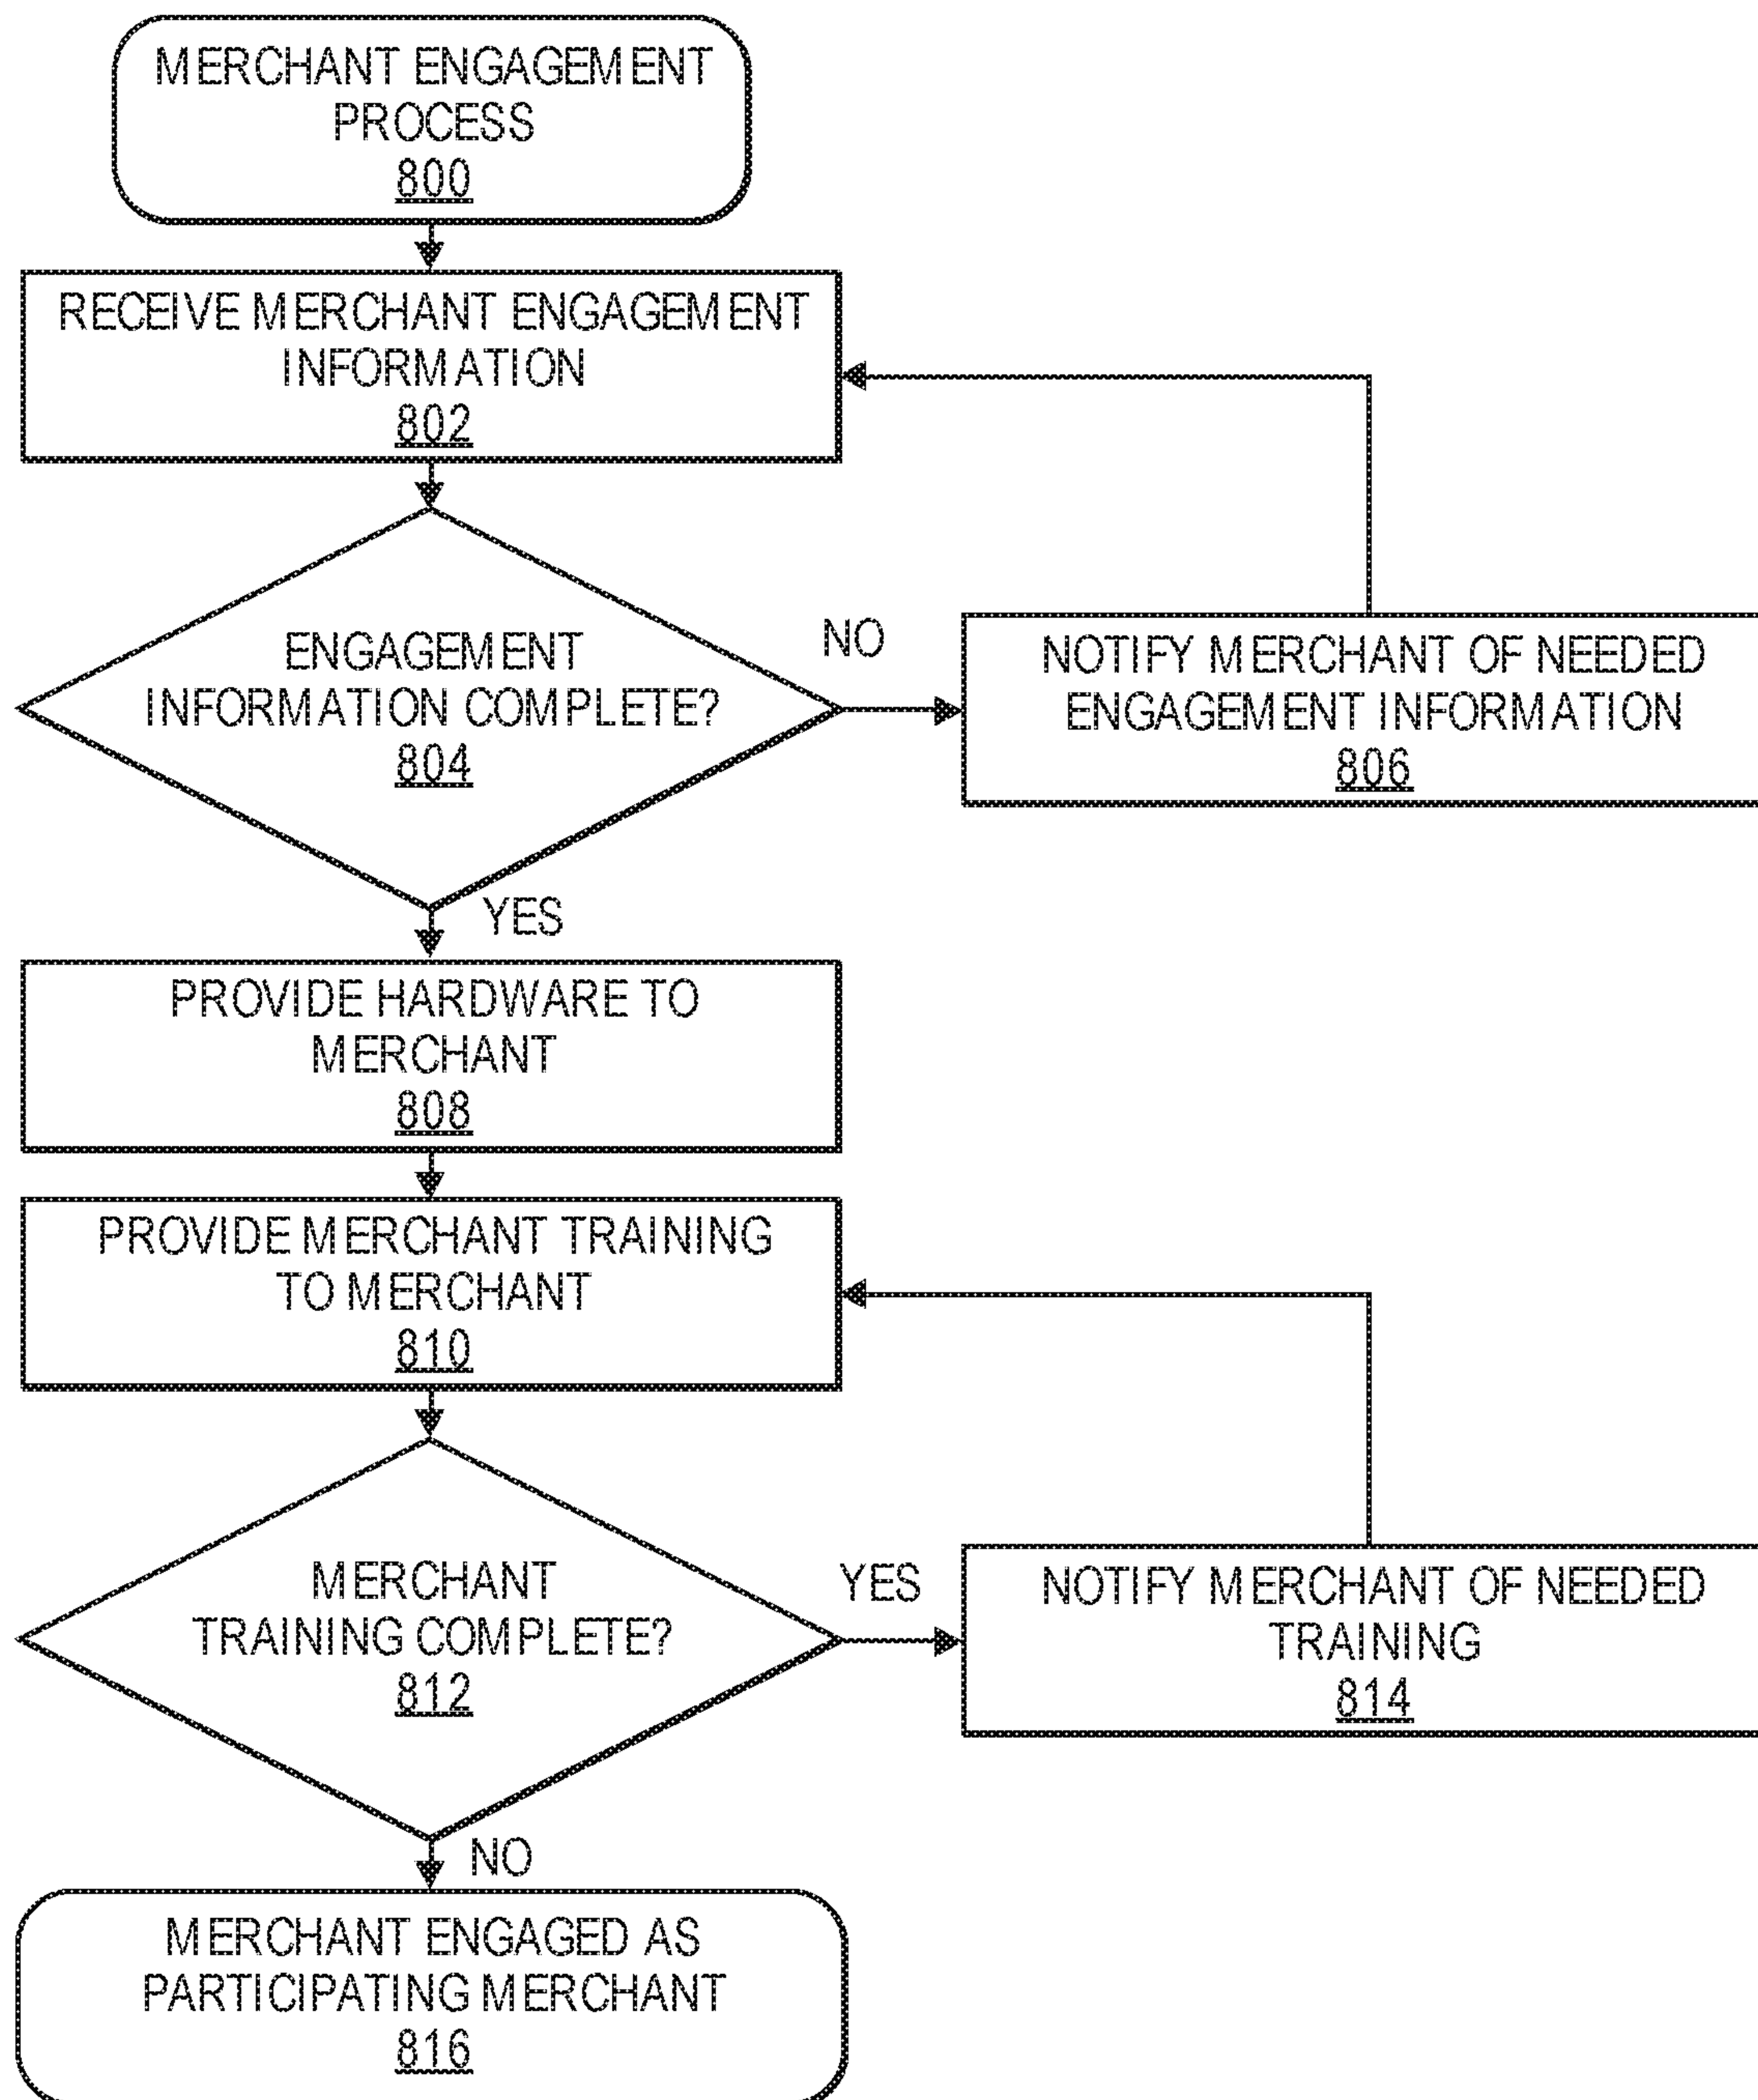 MERCHANT ENGAGEMENT
PROCESS
800
RECEIVE MERCHANT ENGAGEMENT
INFORMATION
802
ENGAGEMENT
INFORMATION COMPLETE?
804
NO
NOTIFY MERCHANT OF NEEDED
ENGAGEMENT INFORMATION
806
YES
PROVIDE HARDWARE TO
MERCHANT
808
PROVIDE MERCHANT TRAINING
TO MERCHANT
810
MERCHANT
TRAINING COMPLETE?
812
YES
NOTIFY MERCHANT OF NEEDED
TRAINING
814
NO
MERCHANT ENGAGED AS
PARTICIPATING MERCHANT
816